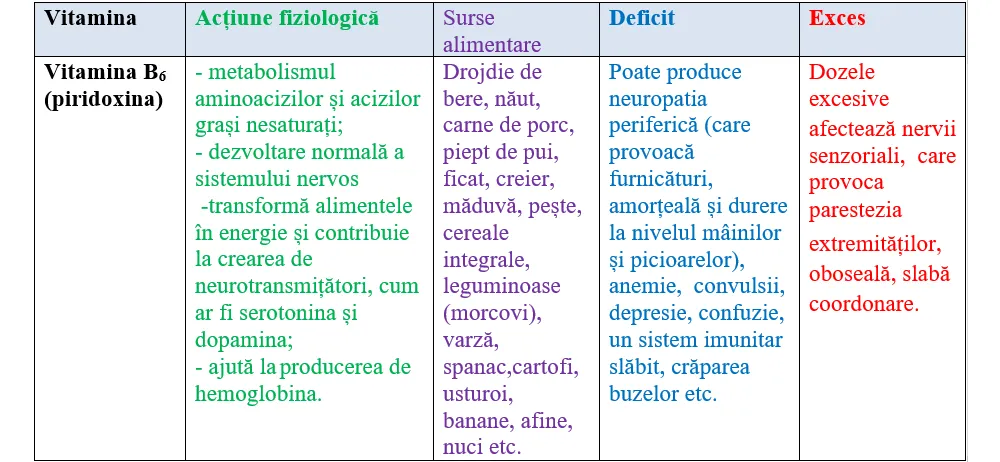 Vitamina
Acțiune fiziologică
Surse
alimentare
Deficit
Exces
Vitamina B6
(piridoxina)
- metabolismul
aminoacizilor și acizilor
grași nesaturați;
- dezvoltare normală a
sistemului nervos
-transformă alimentele
în energie și contribuie
la crearea de
neurotransmițători, cum
ar fi serotonina și
dopamina;
- ajută la producerea de
hemoglobina.
Drojdie de
bere, năut,
carne de porc,
piept de pui,
ficat, creier,
măduvă, pește,
cereale
integrale,
leguminoase
(morcovi),
varză,
spanac,cartofi,
usturoi,
banane, afine,
nuci etc.
Poate produce
neuropatia
periferică (care
provoacă
furnicături,
amorțeală și durere
la nivelul mâinilor
și picioarelor),
anemie, convulsii,
depresie, confuzie,
un sistem imunitar
slăbit, crăparea
buzelor etc.
Dozele
excesive
afectează nervii
senzoriali, care
provoca
parestezia
extremităților,
oboseală, slabă
coordonare.